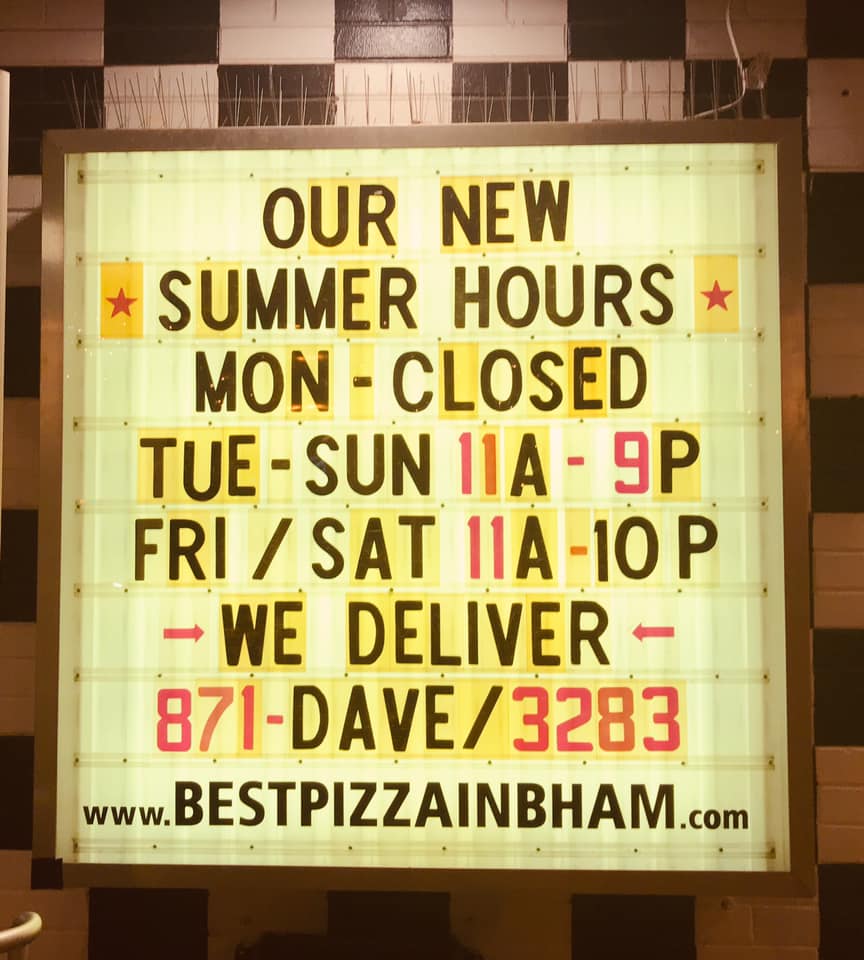 OUR NEW
★ SUMMER HOURS ★
MON-CLOSED
TUE-SUN 11A-9P
FRI/SAT 11A-10P
→ WE DELIVER ←
871-DAVE/3283
www.BESTPIZZAINBHAM.com